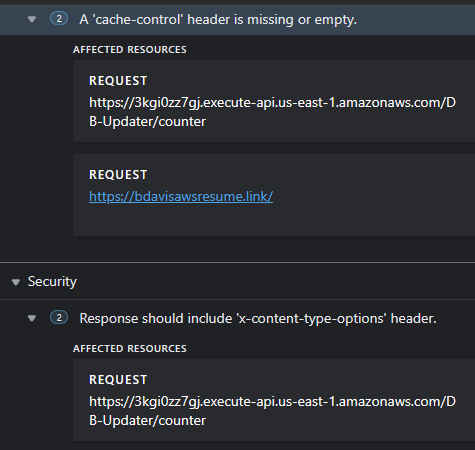 2 A 'cache-control' header is missing or empty.
AFFECTED RESOURCES
REQUEST
https://3kgi0zz7gj.execute-api.us-east-1.amazonaws.com/D
B-Updater/counter
REQUEST
https://bdavisawsresume.link/
Security
2 Response should include 'x-content-type-options' header.
AFFECTED RESOURCES
REQUEST
https://3kgi0zz7gj.execute-api.us-east-1.amazonaws.com/D
B-Updater/counter